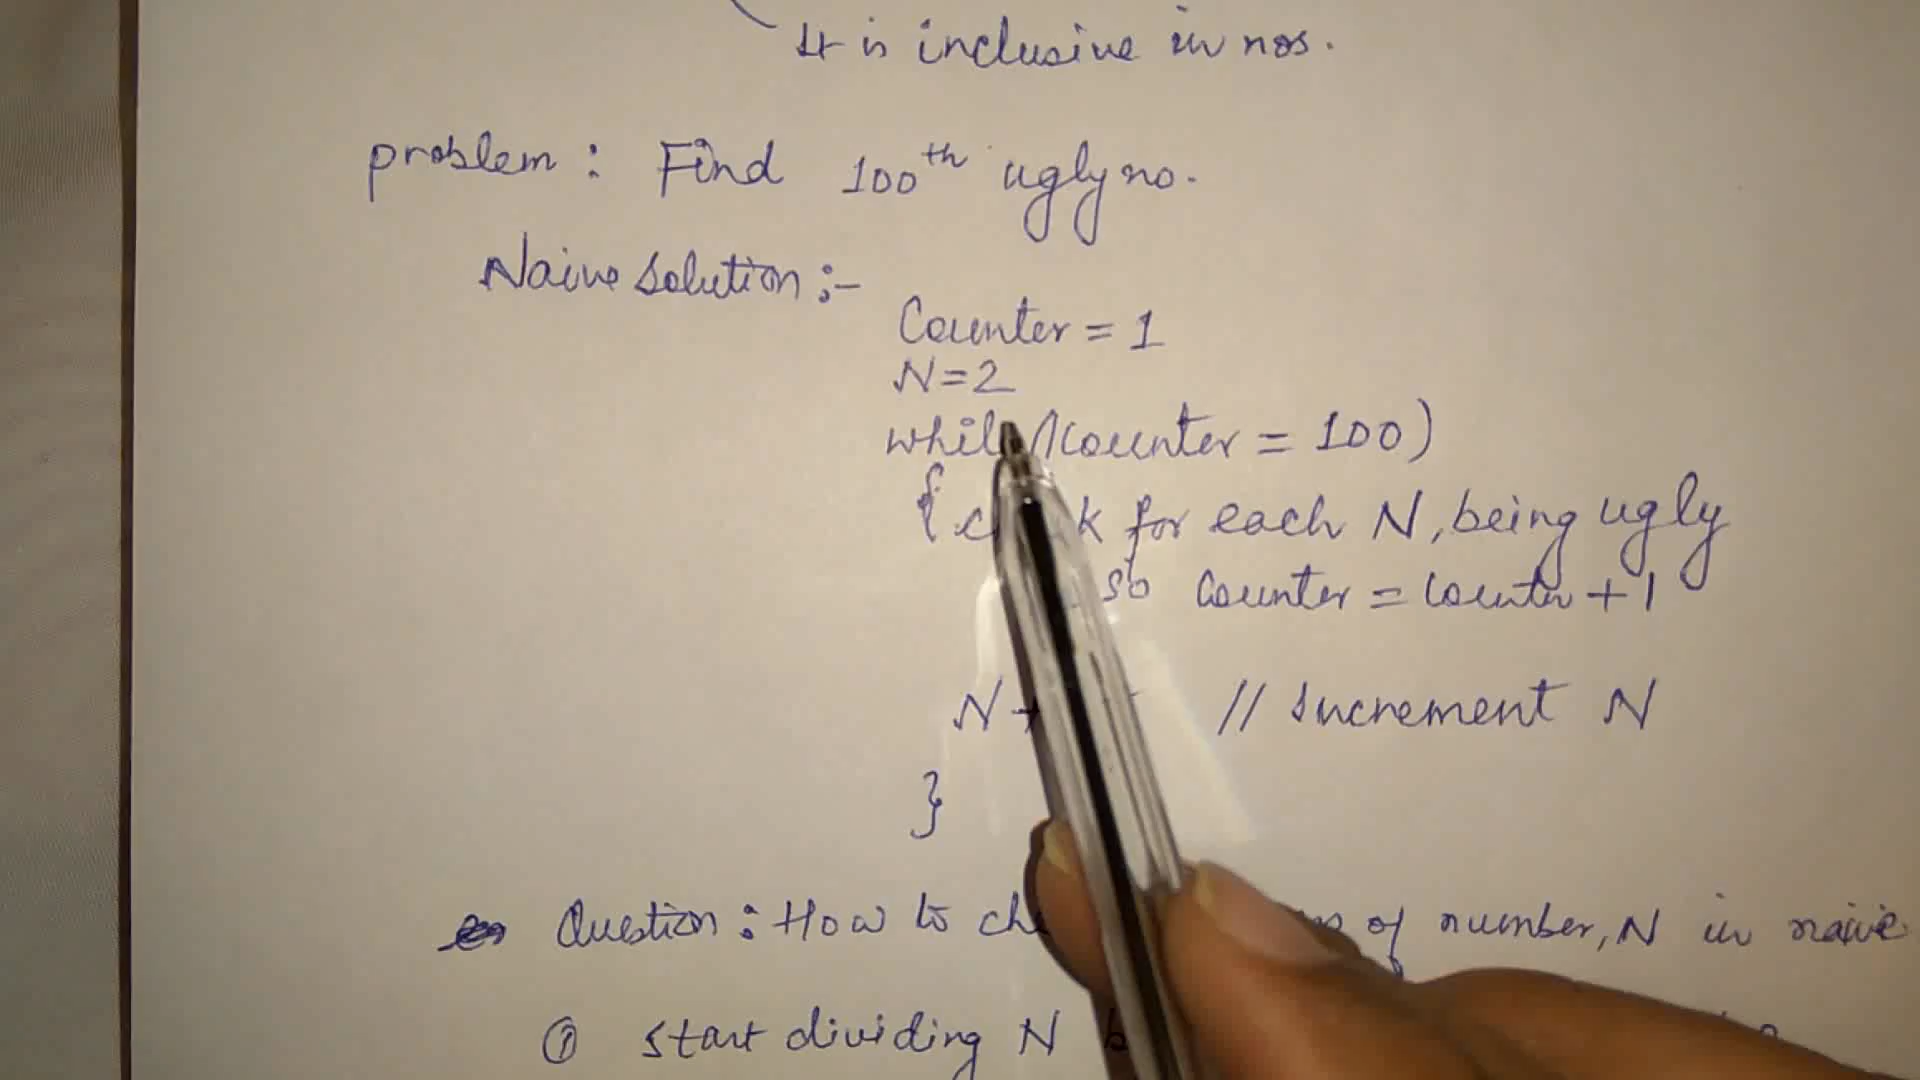 It is inclusive in nos.
problem: Find 100th ugly no.
Naive solution :-
Counter = 1
N=2
while (counter = 100)
{ for each N, being ugly
so Counter = counter + 1
N // Increment N
}
Question: How to of number, N in naive
① start dividing N